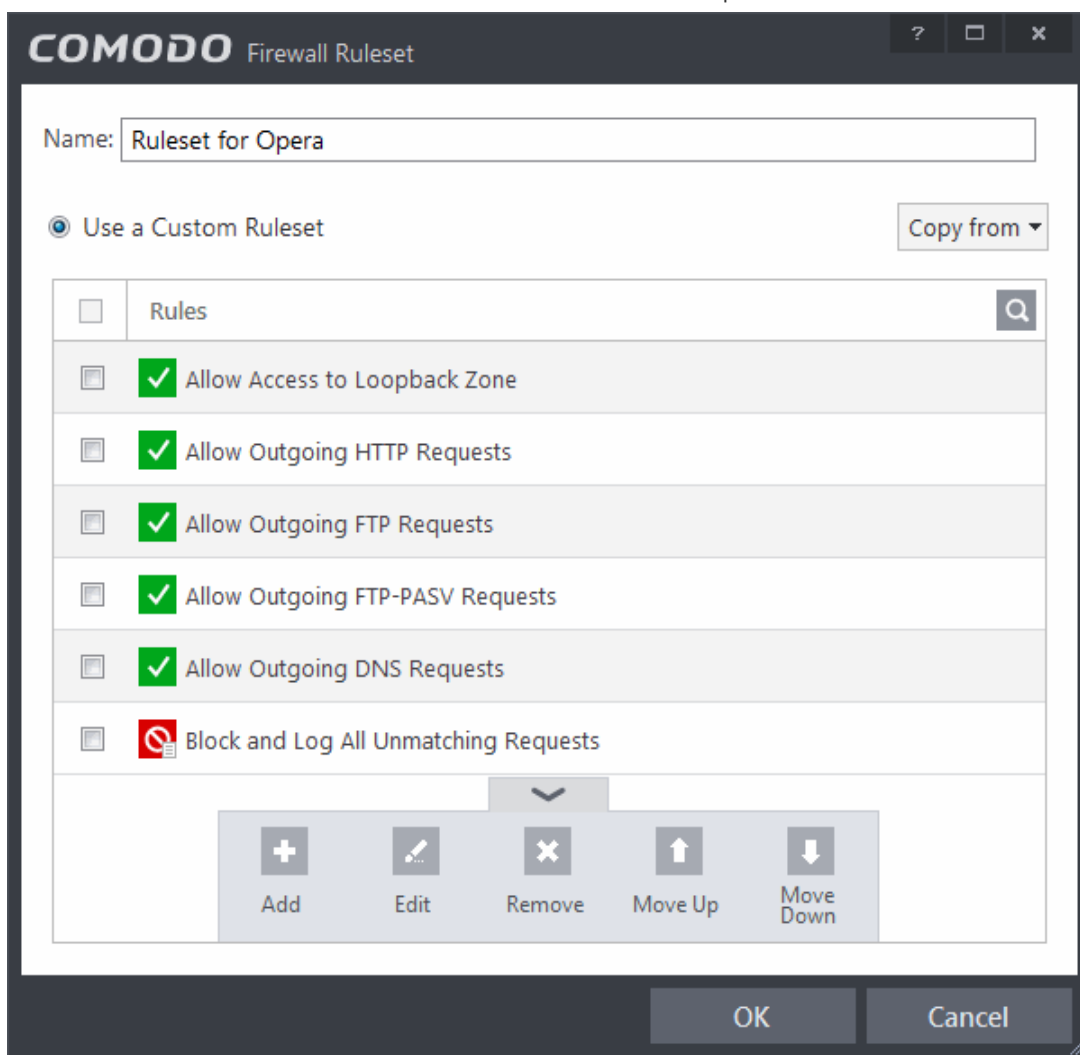 COMODO Firewall Ruleset
?
Name: Ruleset for Opera
Use a Custom Ruleset
Copy from
Rules
Allow Access to Loopback Zone
Allow Outgoing HTTP Requests
Allow Outgoing FTP Requests
Allow Outgoing FTP-PASV Requests
Allow Outgoing DNS Requests
Block and Log All Unmatching Requests
Add
Edit
Remove
Move Up
Move
Down
OK
Cancel